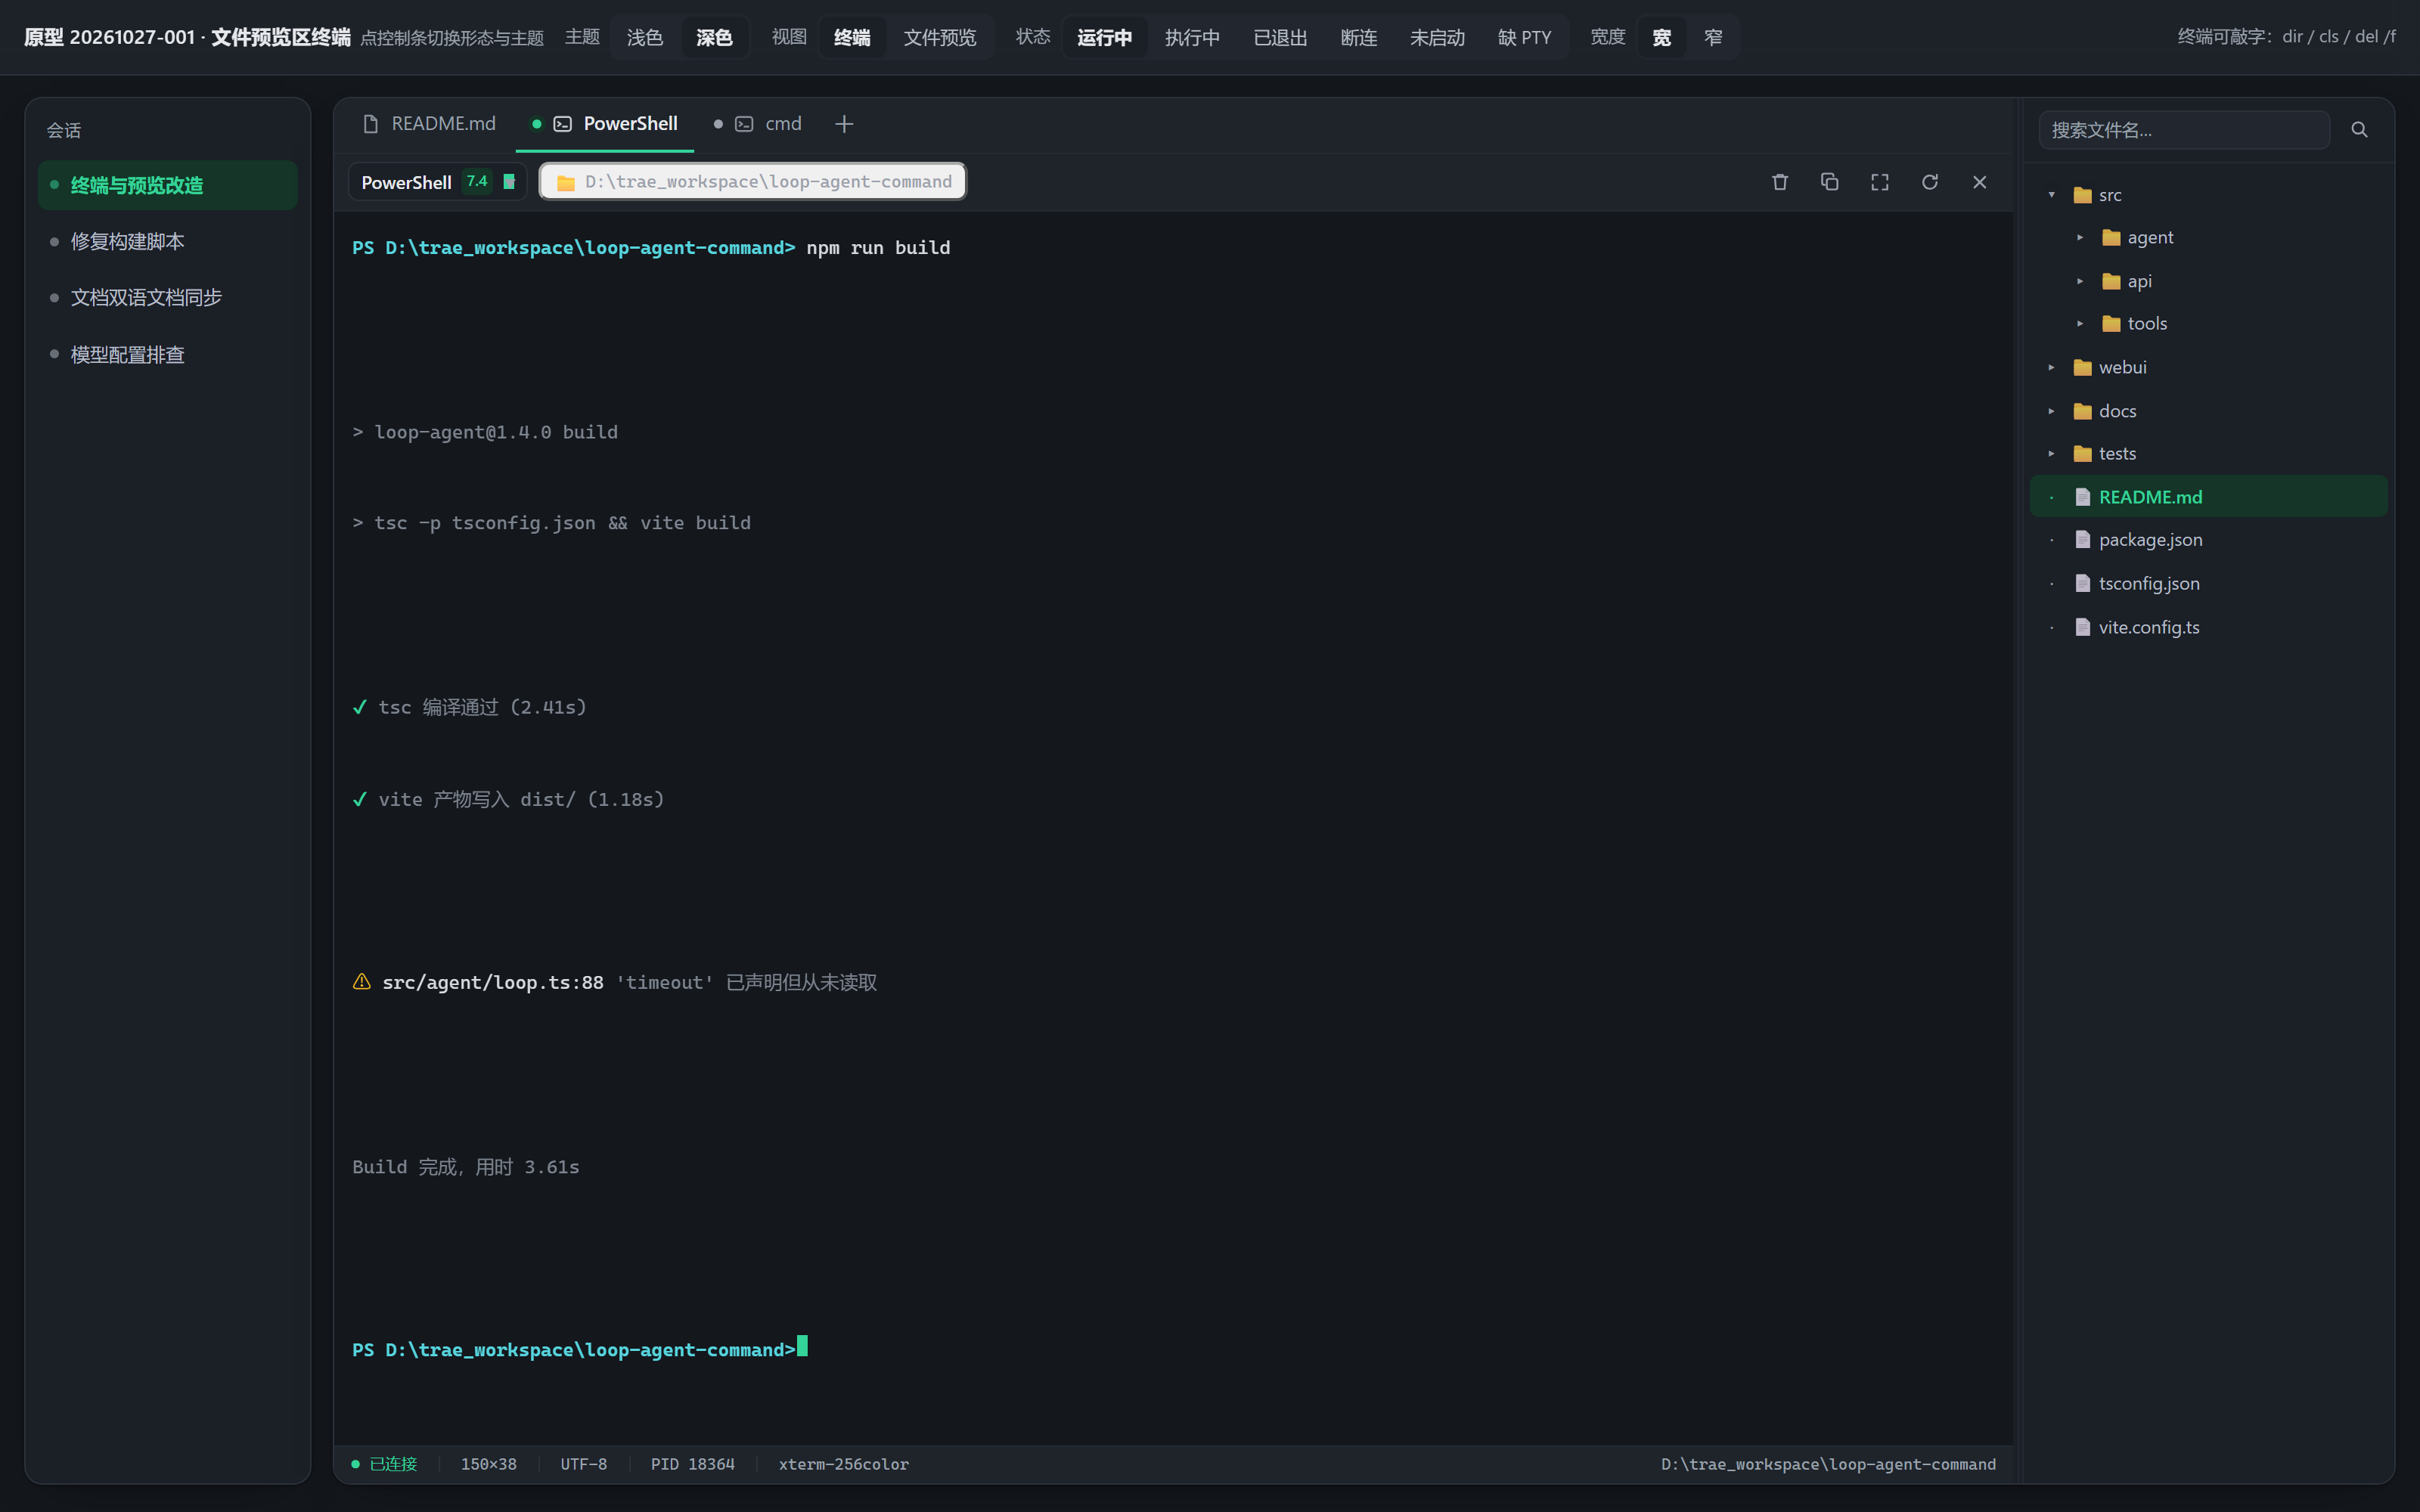 原型 20261027-001 · 文件预览区终端 点控制条切换形态与主题 主题 浅色 深色 视图 终端 文件预览 状态 运行中 执行中 已退出 断连 未启动 缺 PTY 宽度 宽 窄 终端可敲字：dir / cls / del /f
会话
终端与预览改造
修复构建脚本
文档双语文档同步
模型配置排查
README.md PowerShell cmd
PowerShell 7.4 D:\trae_workspace\loop-agent-command
PS D:\trae_workspace\loop-agent-command> npm run build
> loop-agent@1.4.0 build
> tsc -p tsconfig.json && vite build
✓ tsc 编译通过 (2.41s)
✓ vite 产物写入 dist/ (1.18s)
⚠ src/agent/loop.ts:88 'timeout' 已声明但从未读取
Build 完成，用时 3.61s
PS D:\trae_workspace\loop-agent-command>
已连接 150×38 UTF-8 PID 18364 xterm-256color D:\trae_workspace\loop-agent-command
搜索文件名...
src
agent
api
tools
webui
docs
tests
README.md
package.json
tsconfig.json
vite.config.ts